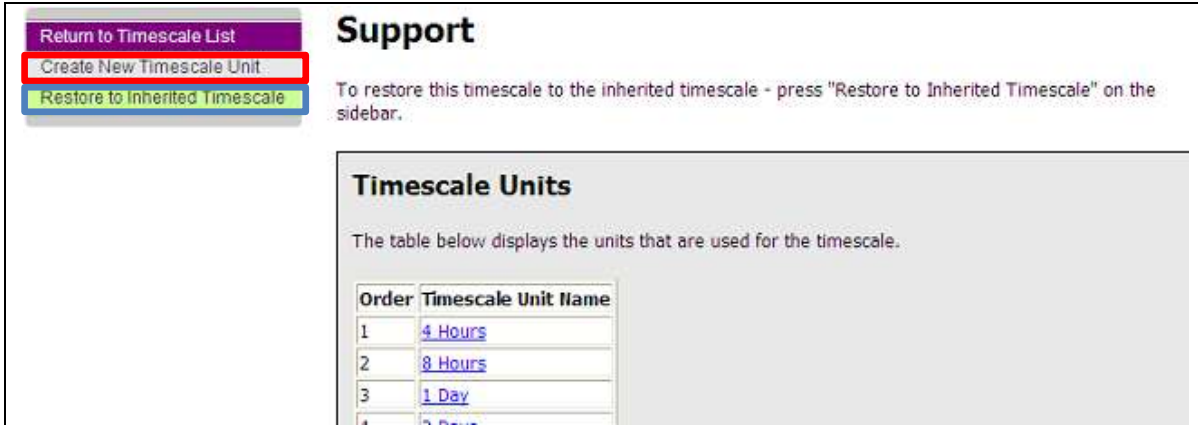 Return to Timescale List
Create New Timescale Unit
Restore to Inherited Timescale
Support
To restore this timescale to the inherited timescale - press "Restore to Inherited Timescale" on the
sidebar.
Timescale Units
The table below displays the units that are used for the timescale.
Order Timescale Unit Name
1 4 Hours
2 8 Hours
3 1 Day